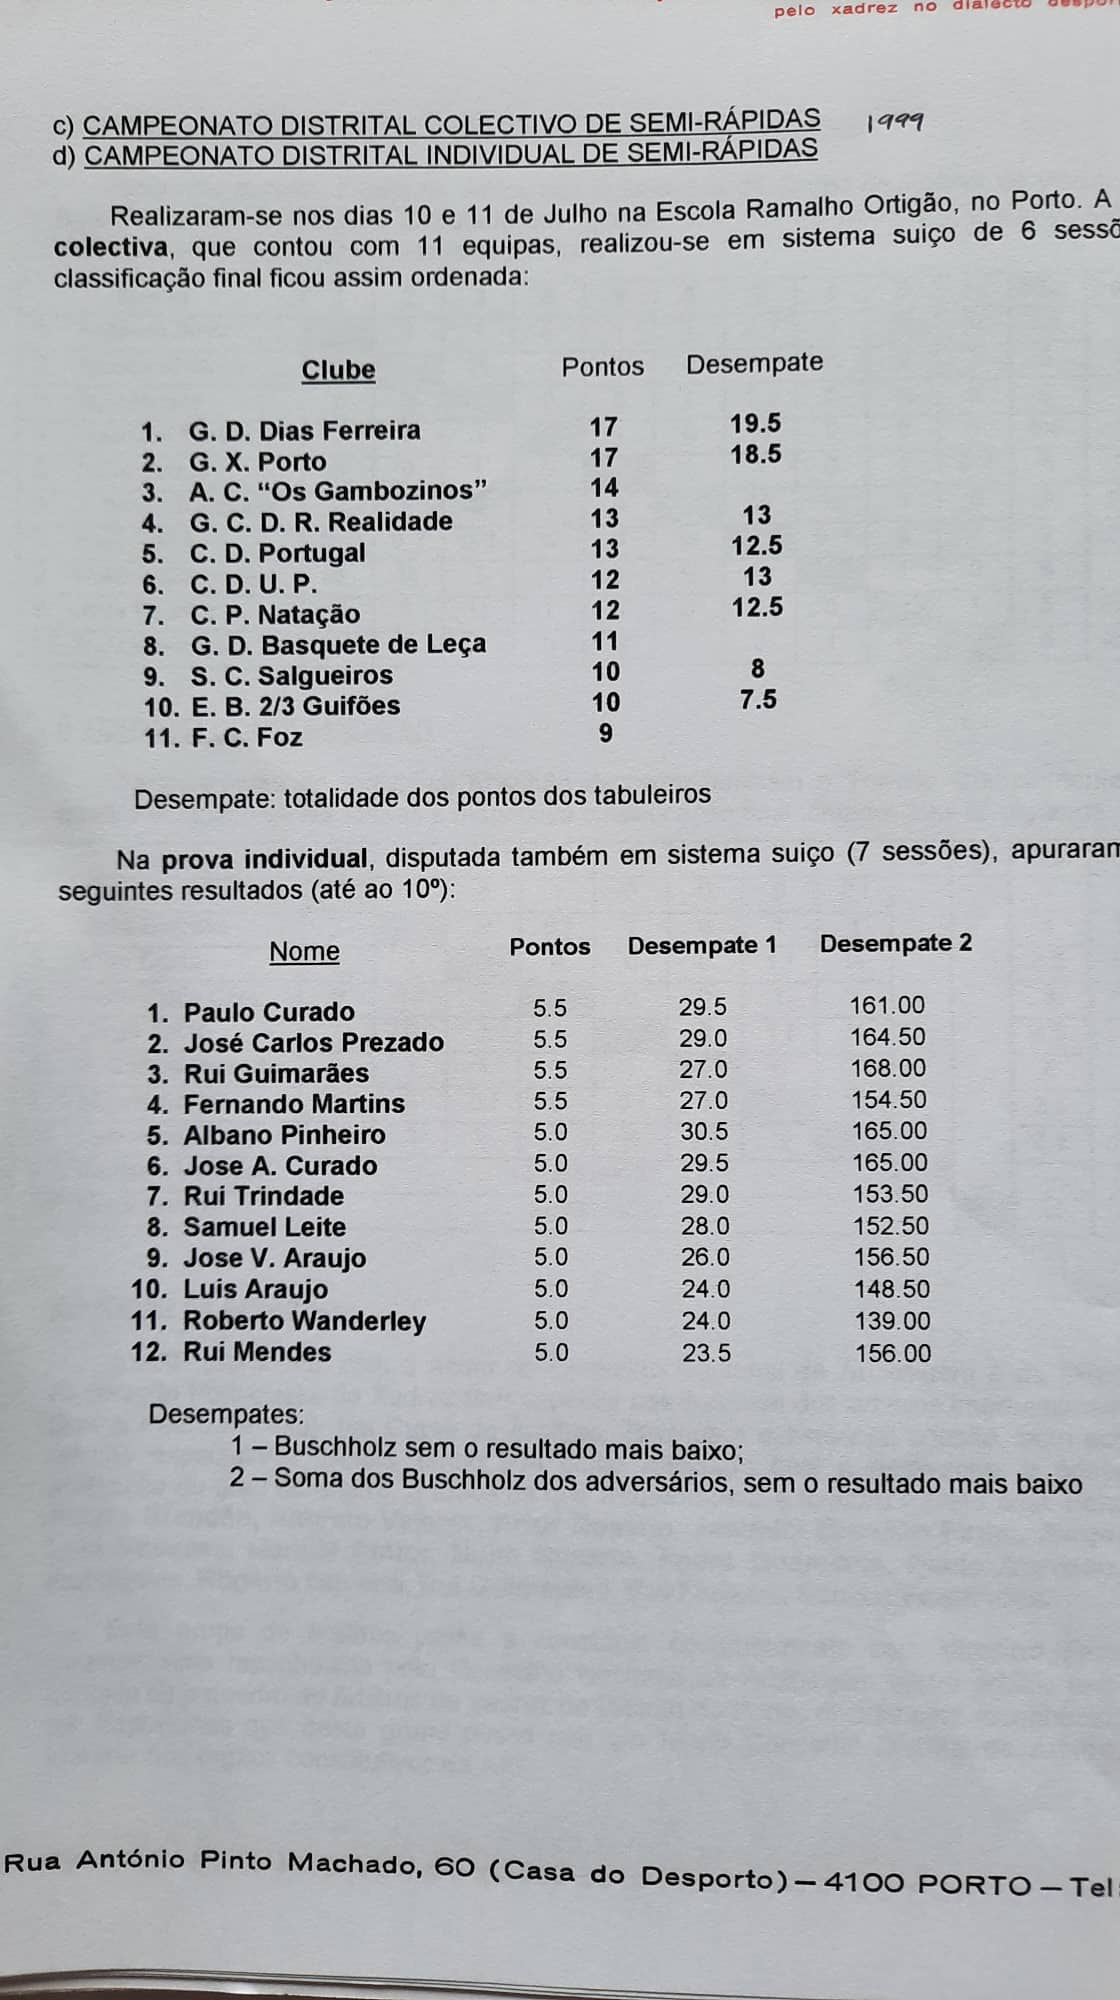 pelo xadrez no dialecto
c) CAMPEONATO DISTRITAL COLECTIVO DE SEMI-RÁPIDAS 1999
d) CAMPEONATO DISTRITAL INDIVIDUAL DE SEMI-RÁPIDAS
Realizaram-se nos dias 10 e 11 de Julho na Escola Ramalho Ortigão, no Porto. A
colectiva, que contou com 11 equipas, realizou-se em sistema suiço de 6
classificação final ficou assim ordenada:
Clube Pontos Desempate
1. G. D. Dias Ferreira 17 19.5
2. G. X. Porto 17 18.5
3. A. C. “Os Gambozinos” 14
4. G. C. D. R. Realidade 13 13
5. C. D. Portugal 13 12.5
6. C. D. U. P. 12 13
7. C. P. Natação 12 12.5
8. G. D. Basquete de Leça 11
9. S. C. Salgueiros 10 8
10. E. B. 2/3 Guifões 10 7.5
11. F. C. Foz 9
Desempate: totalidade dos pontos dos tabuleiros
Na prova individual, disputada também em sistema suiço (7 sessões), apuraram
seguintes resultados (até ao 10º):
Nome Pontos Desempate 1 Desempate 2
1. Paulo Curado 5.5 29.5 161.00
2. José Carlos Prezado 5.5 29.0 164.50
3. Rui Guimarães 5.5 27.0 168.00
4. Fernando Martins 5.5 27.0 154.50
5. Albano Pinheiro 5.0 30.5 165.00
6. Jose A. Curado 5.0 29.5 165.00
7. Rui Trindade 5.0 29.0 153.50
8. Samuel Leite 5.0 28.0 152.50
9. Jose V. Araujo 5.0 26.0 156.50
10. Luis Araujo 5.0 24.0 148.50
11. Roberto Wanderley 5.0 24.0 139.00
12. Rui Mendes 5.0 23.5 156.00
Desempates:
1 – Buschholz sem o resultado mais baixo;
2 – Soma dos Buschholz dos adversários, sem o resultado mais baixo
Rua António Pinto Machado, 60 (Casa do Desporto) – 4100 PORTO – Tel